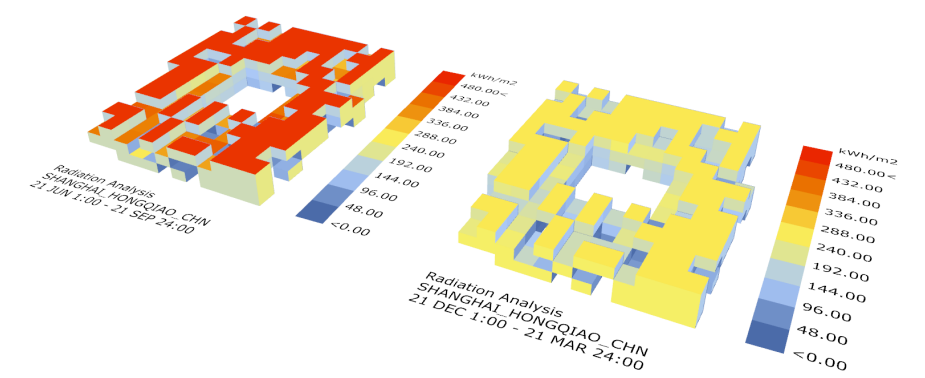 kWh/m2
480.00<
432.00
384.00
336.00
288.00
240.00
192.00
144.00
96.00
48.00
<0.00
Radiation Analysis
SHANGHAI_HONGQIAO_CHN
21 JUN 1:00 - 21 SEP 24:00
kWh/m2
480.00<
432.00
384.00
336.00
288.00
240.00
192.00
144.00
96.00
48.00
<0.00
Radiation Analysis
SHANGHAI_HONGQIAO_CHN
21 DEC 1:00 - 21 MAR 24:00